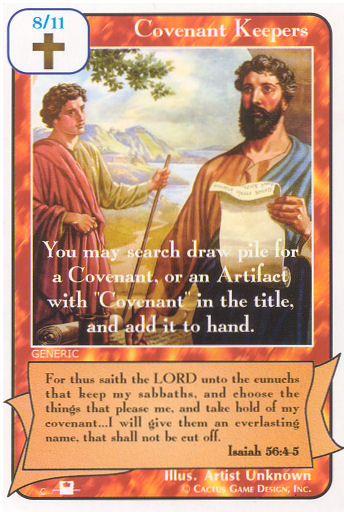 8/11
Covenant Keepers
You may search draw pile for
a Covenant, or an Artifact
with "Covenant" in the title,
and add it to hand.
GENERIC
For thus saith the LORD unto the eunuchs
that keep my sabbaths, and choose the
things that please me, and take hold of my
covenant...I will give them an everlasting
name, that shall not be cut off.
Isaiah 56:4-5
Illus. Artist Unknown
C
© CACTUS GAME DESIGN, INC.